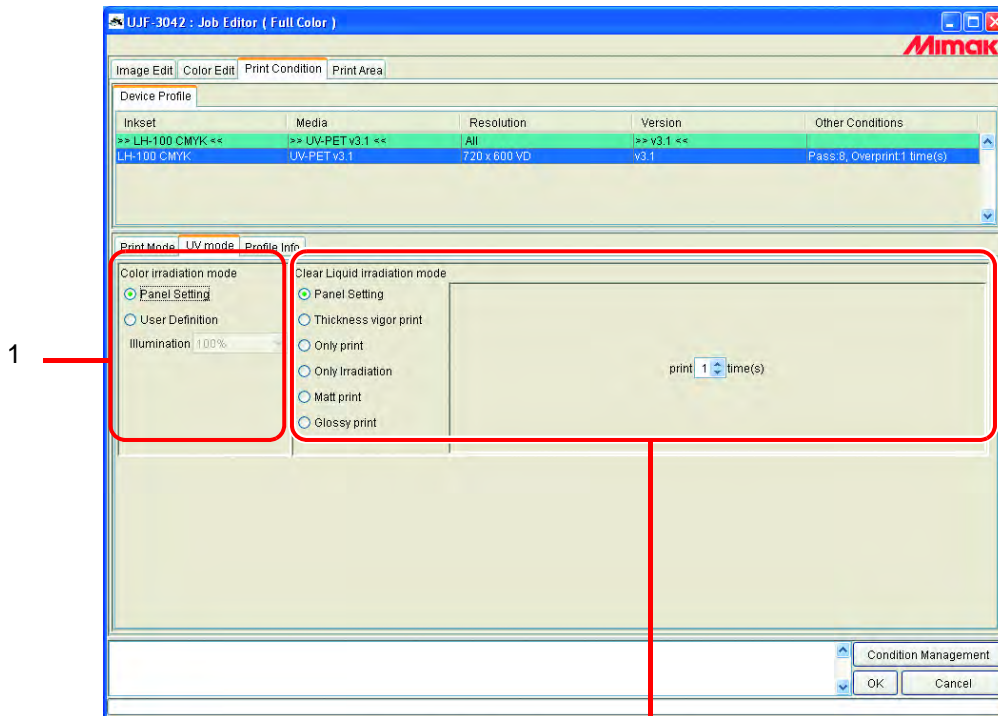 UJF-3042 : Job Editor ( Full Color )
Mimak
Image Edit Color Edit Print Condition Print Area
Device Profile
Inkset Media Resolution Version Other Conditions
>> LH-100 CMYK << >> UV-PET v3.1 << All >> v3.1 <<
LH-100 CMYK UV-PET v3.1 720 x 600 VD v3.1 Pass:8, Overprint:1 time(s)
Print Mode UV mode Profile Info
Color irradiation mode Clear Liquid irradiation mode
Panel Setting Panel Setting
User Definition Thickness vigor print
Illumination 100% Only print
1
Only Irradiation print 1 time(s)
Matt print
Glossy print
Condition Management
OK Cancel